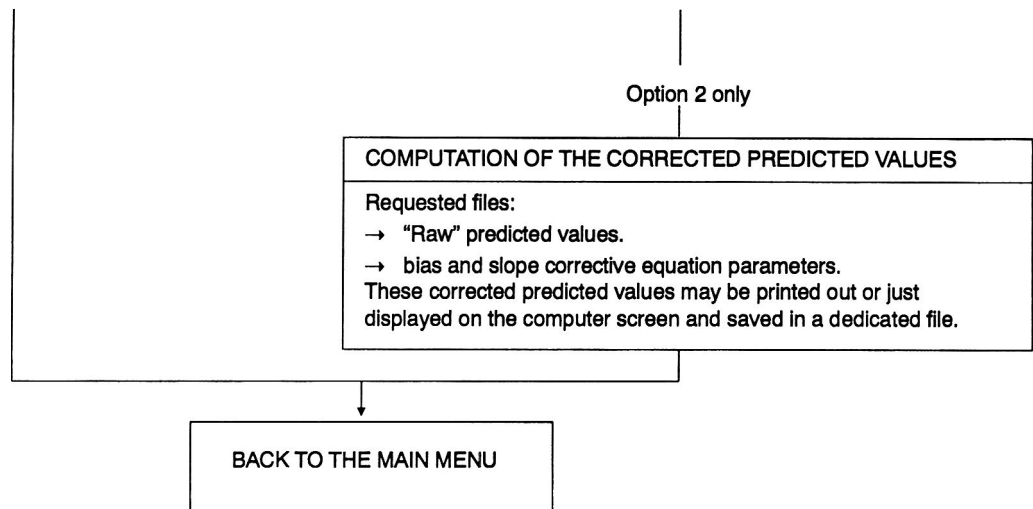 Option 2 only
COMPUTATION OF THE CORRECTED PREDICTED VALUES
Requested files:
→ "Raw" predicted values.
→ bias and slope corrective equation parameters.
These corrected predicted values may be printed out or just
displayed on the computer screen and saved in a dedicated file.
BACK TO THE MAIN MENU